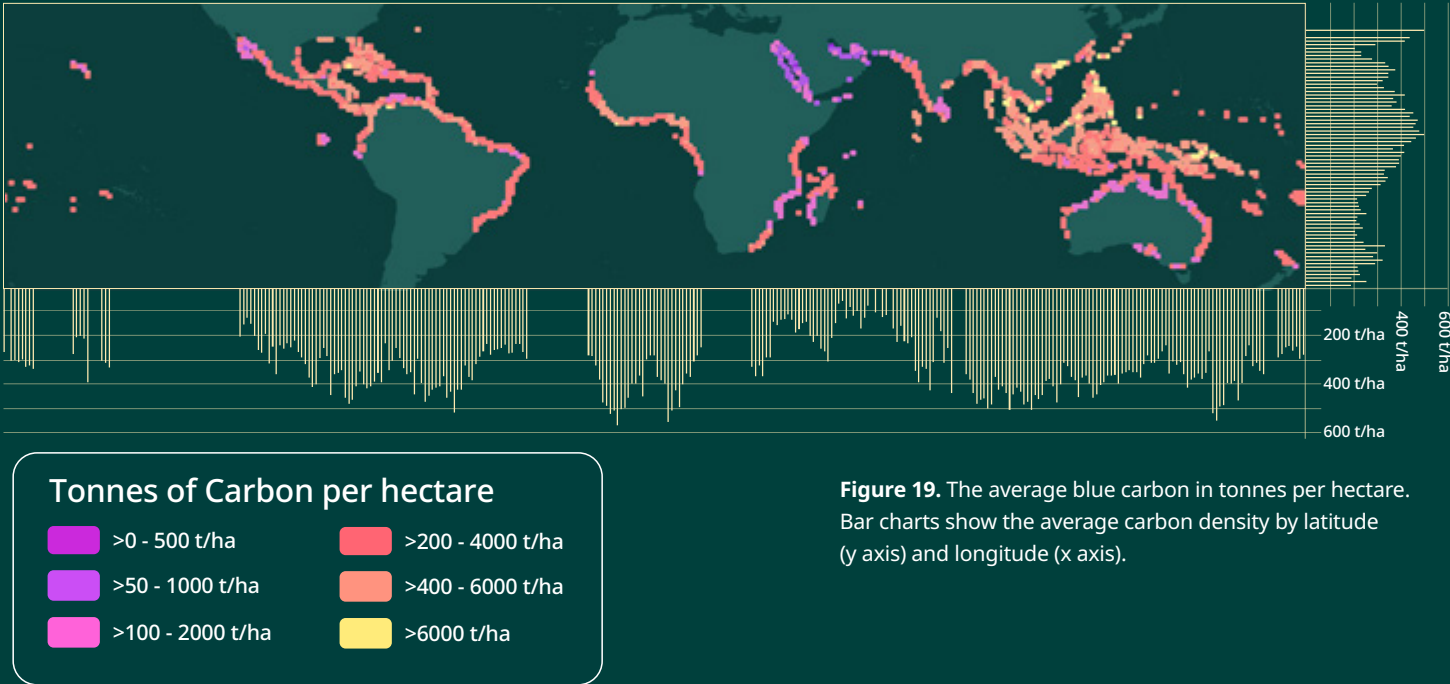 200 t/ha
400 t/ha
600 t/ha
400 t/ha
600 t/ha
Tonnes of Carbon per hectare
>0 - 500 t/ha
>50 - 1000 t/ha
>100 - 2000 t/ha
>200 - 4000 t/ha
>400 - 6000 t/ha
>6000 t/ha
Figure 19. The average blue carbon in tonnes per hectare.
Bar charts show the average carbon density by latitude
(y axis) and longitude (x axis).